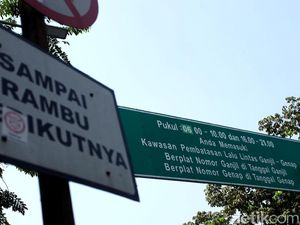 SAMPAI
RAMBU
BERIKUTNYA
Pukul : 06.00 - 10.00 dan 16.00 - 21.00
Anda Memasuki
Kawasan Pembatasan Lalu Lintas Ganjil - Genap
Berplat Nomor Ganjil di Tanggal Ganjil
Berplat Nomor Genap di Tanggal Genap
detikcom